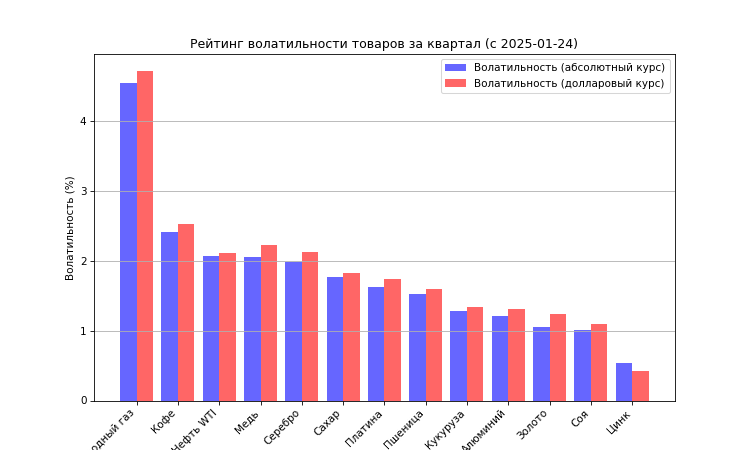 Рейтинг волатильности товаров за квартал (с 2025-01-24)
Волатильность (абсолютный курс)
Волатильность (долларовый курс)
Волатильность (%)
4
3
2
1
0
газ
Кофе
Нефть WTI
Медь
Серебро
Сахар
Платина
Пшеница
Кукуруза
Алюминий
Золото
Соя
Цинк